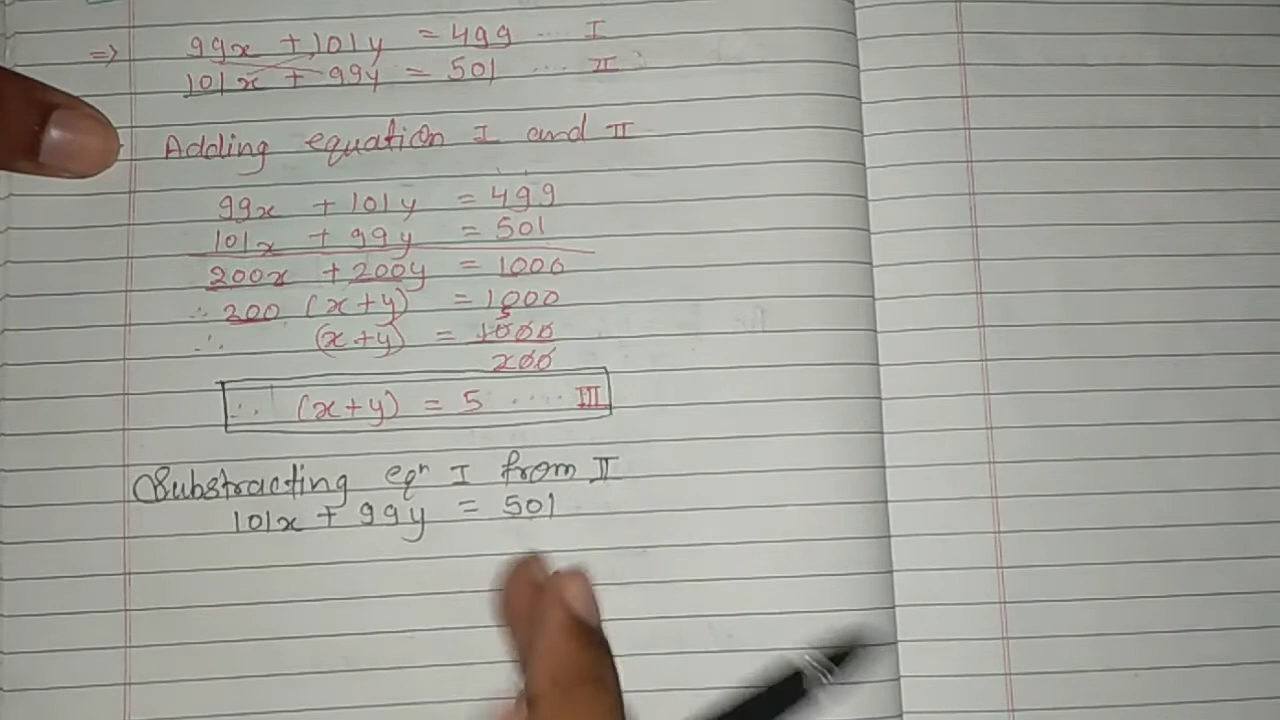 ⇒ 99x + 101y = 499 ... I
101x + 99y = 501 ... II
Adding equation I and II
99x + 101y = 499
101x + 99y = 501
200x + 200y = 1000
∴ 200 (x+y) = 1000
∴ (x+y) = 1000
5
200
∴ (x+y) = 5 .... III
Substracting eqn I from II
101x + 99y = 501